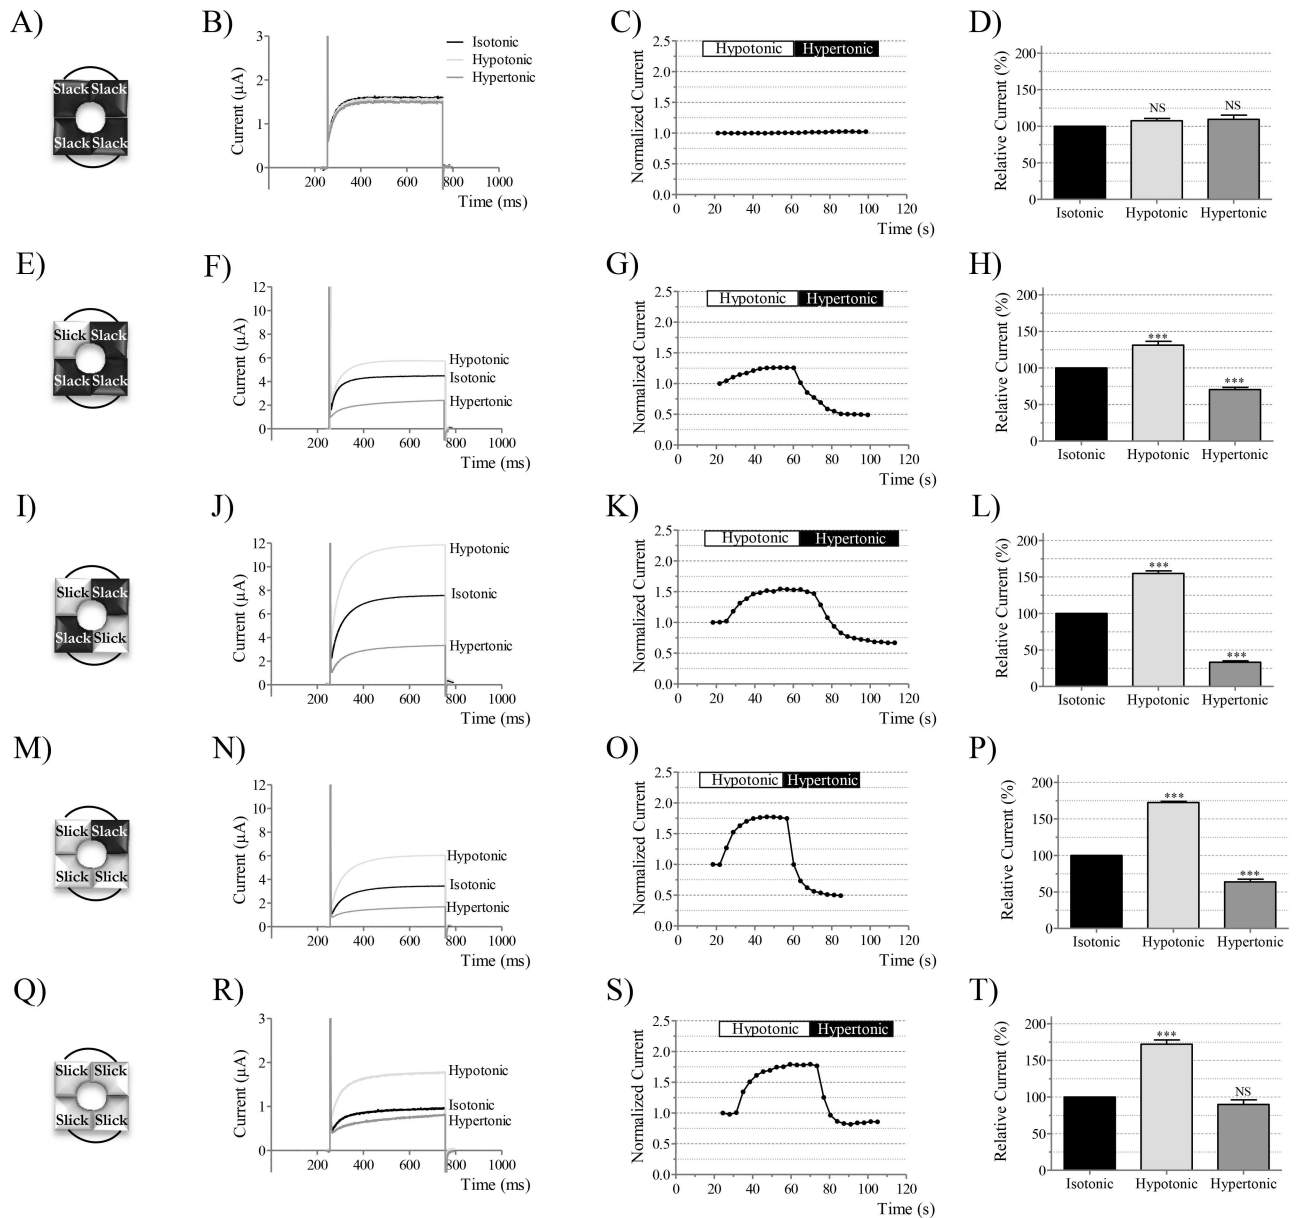 A)
Slack Slack
Slack Slack
B)
Current (µA)
3
2
1
0
200 400 600 800 1000
Time (ms)
Isotonic
Hypotonic
Hypertonic
C)
Normalized Current
Hypotonic Hypertonic
2.5
2.0
1.5
1.0
0.5
0.0
0 20 40 60 80 100 120
Time (s)
D)
Relative Current (%)
200
150
100
50
0
NS NS
Isotonic Hypotonic Hypertonic
E)
Slick Slack
Slack Slack
F)
Current (µA)
12
10
8
6
4
2
0
Hypotonic
Isotonic
Hypertonic
200 400 600 800 1000
Time (ms)
G)
Normalized Current
Hypotonic Hypertonic
2.5
2.0
1.5
1.0
0.5
0.0
0 20 40 60 80 100 120
Time (s)
H)
Relative Current (%)
200
150
100
50
0
*** ***
Isotonic Hypotonic Hypertonic
I)
Slick Slack
Slack Slick
J)
Current (µA)
12
10
8
6
4
2
0
Hypotonic
Isotonic
Hypertonic
200 400 600 800 1000
Time (ms)
K)
Normalized Current
Hypotonic Hypertonic
2.5
2.0
1.5
1.0
0.5
0.0
0 20 40 60 80 100 120
Time (s)
L)
Relative Current (%)
200
150
100
50
0
*** ***
Isotonic Hypotonic Hypertonic
M)
Slick Slack
Slick Slick
N)
Current (µA)
12
10
8
6
4
2
0
Hypotonic
Isotonic
Hypertonic
200 400 600 800 1000
Time (ms)
O)
Normalized Current
Hypotonic Hypertonic
2.5
2.0
1.5
1.0
0.5
0.0
0 20 40 60 80 100 120
Time (s)
P)
Relative Current (%)
200
150
100
50
0
*** ***
Isotonic Hypotonic Hypertonic
Q)
Slick Slick
Slick Slick
R)
Current (µA)
3
2
1
0
Hypotonic
Isotonic
Hypertonic
200 400 600 800 1000
Time (ms)
S)
Normalized Current
Hypotonic Hypertonic
2.5
2.0
1.5
1.0
0.5
0.0
0 20 40 60 80 100 120
Time (s)
T)
Relative Current (%)
200
150
100
50
0
*** NS
Isotonic Hypotonic Hypertonic